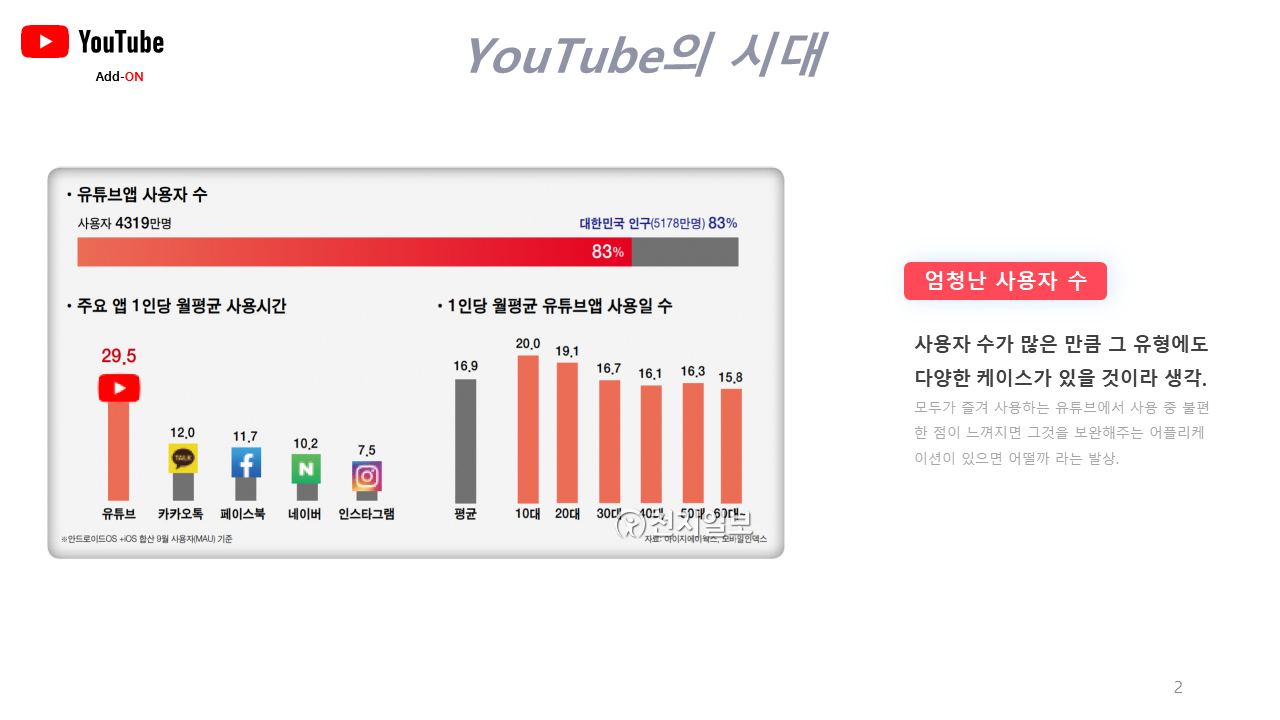 YouTube
Add-ON
YouTube의 시대
• 유튜브앱 사용자 수
사용자 4319만명
대한민국 인구(5178만명) 83%
83%
• 주요 앱 1인당 월평균 사용시간
29.5
12.0
11.7
10.2
7.5
TALK
f
N
유튜브 카카오톡 페이스북 네이버 인스타그램
※안드로이드OS +iOS 합산 9월 사용자(MAU) 기준
• 1인당 월평균 유튜브앱 사용일 수
16.9
20.0
19.1
16.7
16.1
16.3
15.8
평균 10대 20대 30대 40대 50대 60대~
천지일보
자료: 아이지에이웍스, 모바일인덱스
엄청난 사용자 수
사용자 수가 많은 만큼 그 유형에도
다양한 케이스가 있을 것이라 생각.
모두가 즐겨 사용하는 유튜브에서 사용 중 불편
한 점이 느껴지면 그것을 보완해주는 어플리케
이션이 있으면 어떨까 라는 발상.
2